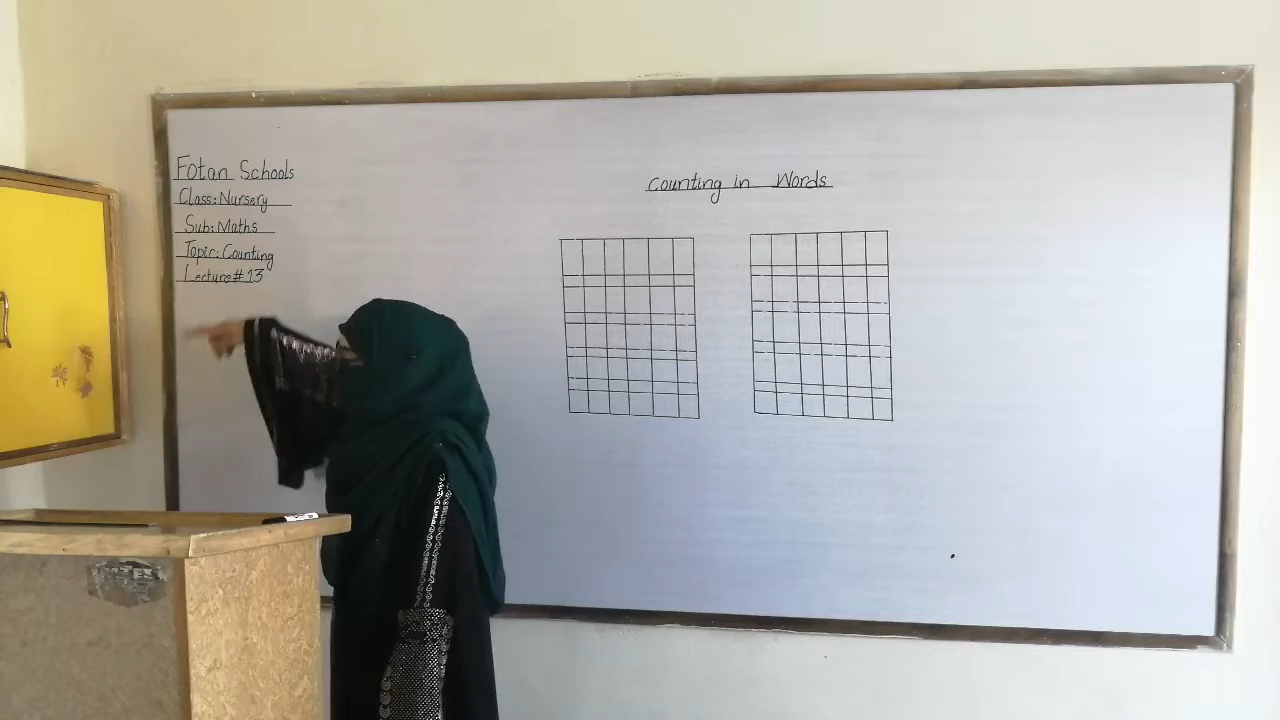 Fotan Schools
Class: Nursery
Sub: Maths
Topic: Counting
Lecture # 13
Counting in Words